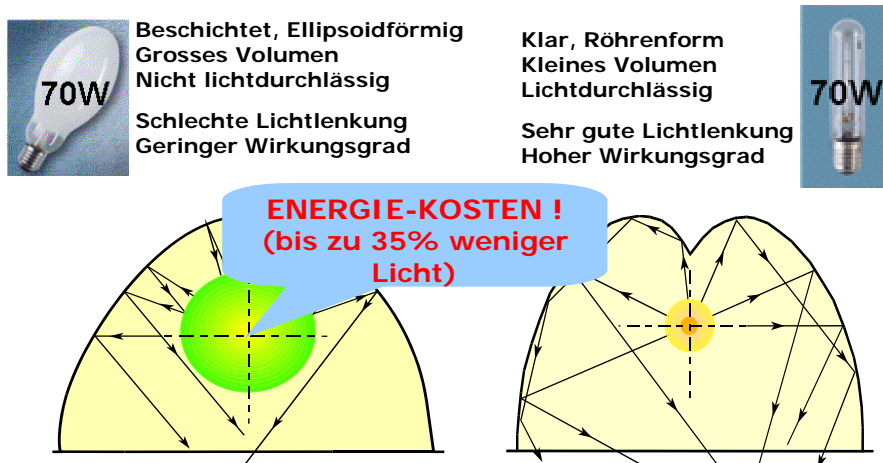 70W
Beschichtet, Ellipsoidförmig
Grosses Volumen
Nicht lichtdurchlässig
Schlechte Lichtlenkung
Geringer Wirkungsgrad
Klar, Röhrenform
Kleines Volumen
Lichtdurchlässig
Sehr gute Lichtlenkung
Hoher Wirkungsgrad
70W
ENERGIE-KOSTEN !
(bis zu 35% weniger
Licht)